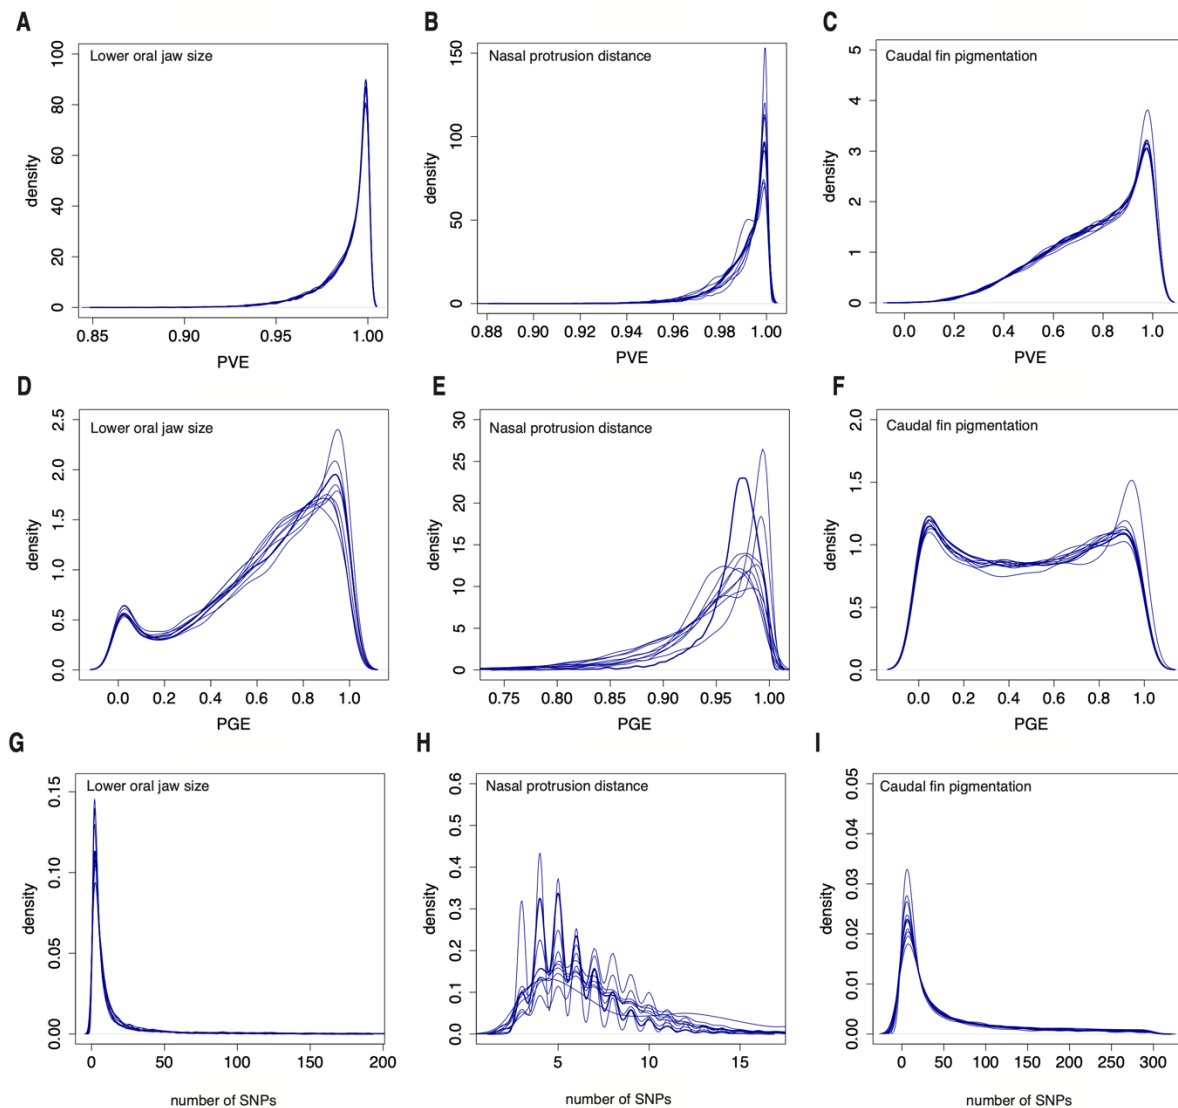 A
Lower oral jaw size
density
0 20 40 60 80 100
0.85 0.90 0.95 1.00
PVE
B
Nasal protrusion distance
density
0 50 100 150
0.88 0.90 0.92 0.94 0.96 0.98 1.00
PVE
C
Caudal fin pigmentation
density
0 1 2 3 4 5
0.0 0.2 0.4 0.6 0.8 1.0
PVE
D
Lower oral jaw size
density
0.0 0.5 1.0 1.5 2.0 2.5
0.0 0.2 0.4 0.6 0.8 1.0
PGE
E
Nasal protrusion distance
density
0 5 10 15 20 25 30
0.75 0.80 0.85 0.90 0.95 1.00
PGE
F
Caudal fin pigmentation
density
0.0 0.5 1.0 1.5 2.0
0.0 0.2 0.4 0.6 0.8 1.0
PGE
G
Lower oral jaw size
density
0.00 0.05 0.10 0.15
0 50 100 150 200
number of SNPs
H
Nasal protrusion distance
density
0.0 0.1 0.2 0.3 0.4 0.5 0.6
5 10 15
number of SNPs
I
Caudal fin pigmentation
density
0.00 0.01 0.02 0.03 0.04 0.05
0 50 100 150 200 250 300
number of SNPs